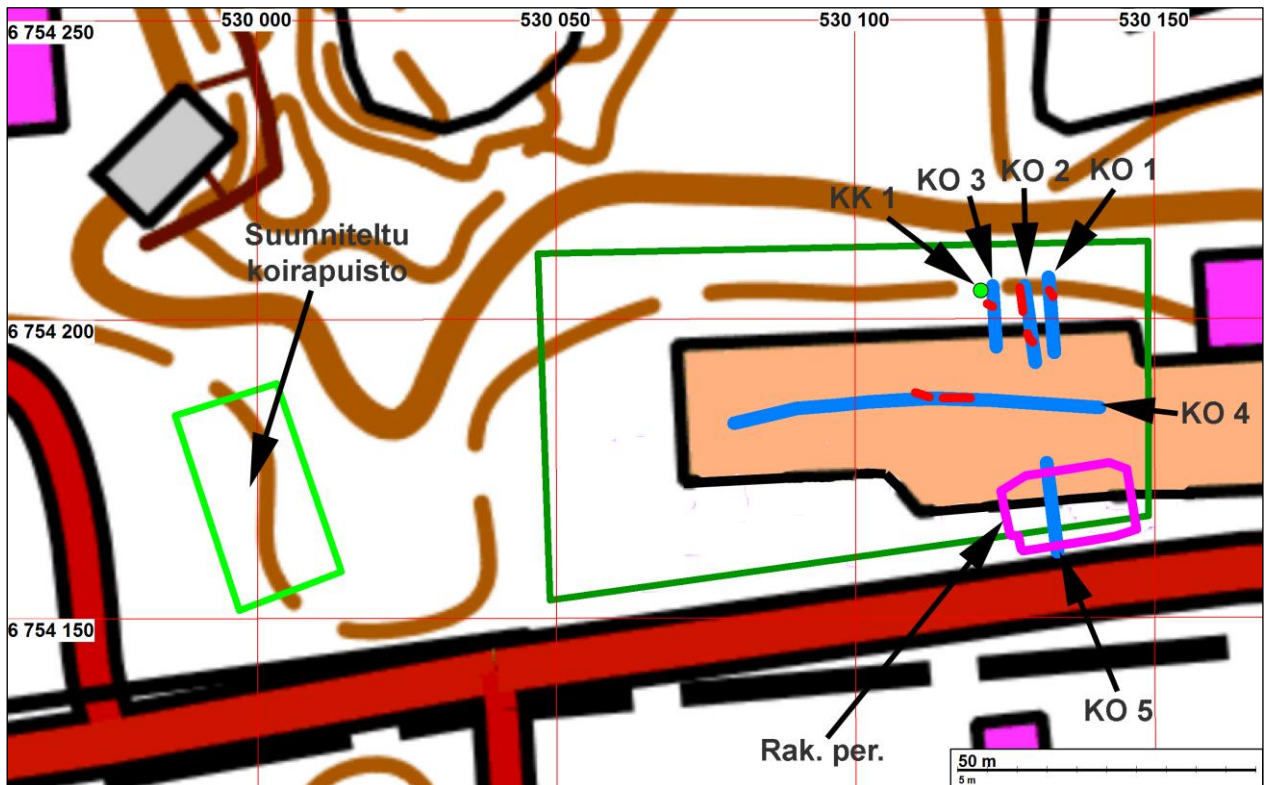 530 000
530 050
530 100
530 150
6 754 250
KO 3
KO 2
KO 1
KK 1
Suunniteltu
koirapuisto
6 754 200
KO 4
6 754 150
KO 5
Rak. per.
50 m
5 m